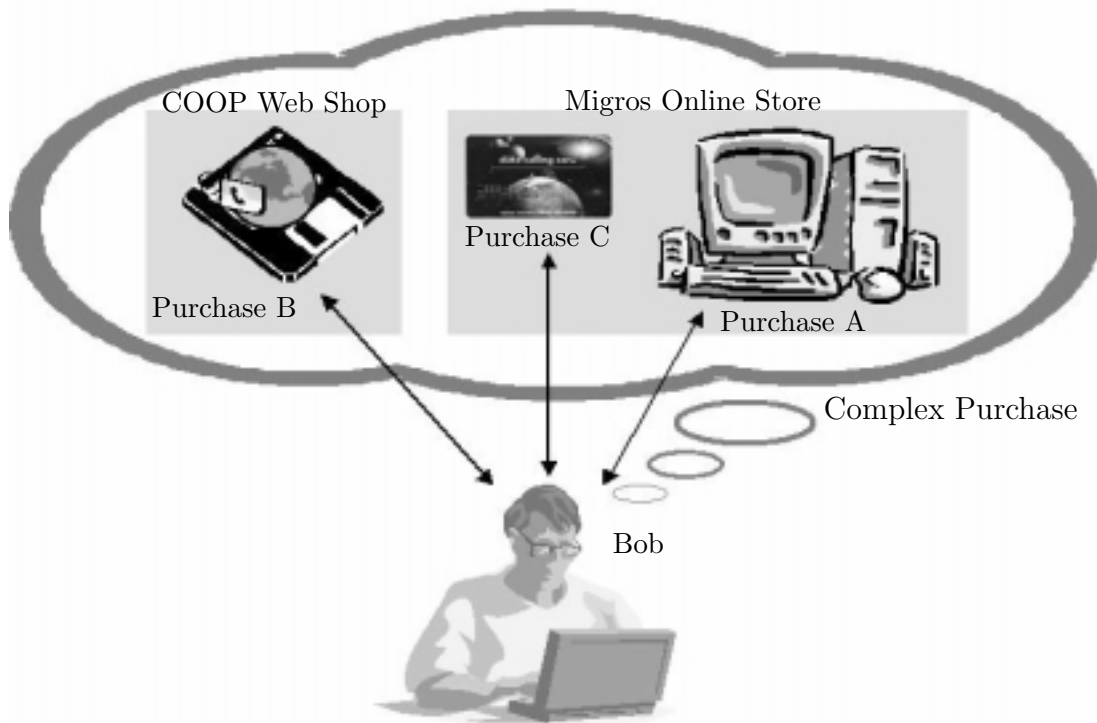 COOP Web Shop
Migros Online Store
Purchase C
Purchase B
Purchase A
Complex Purchase
Bob